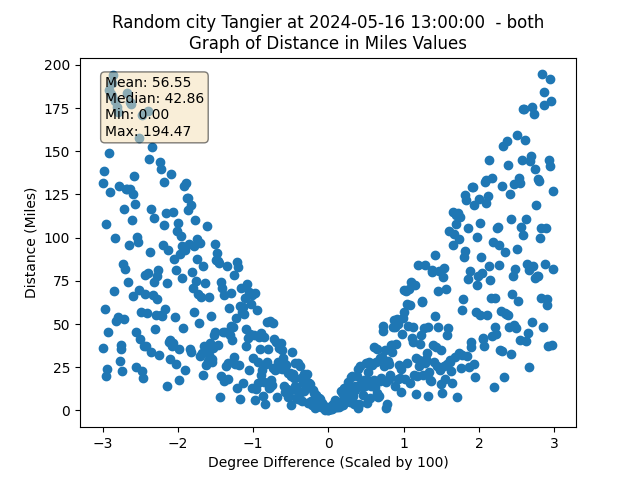 Random city Tangier at 2024-05-16 13:00:00  - both
Graph of Distance in Miles Values
200
175
150
125
100
75
50
25
0
Mean: 56.55
Median: 42.86
Min: 0.00
Max: 194.47
Distance (Miles)
−3
−2
−1
0
1
2
3
Degree Difference (Scaled by 100)